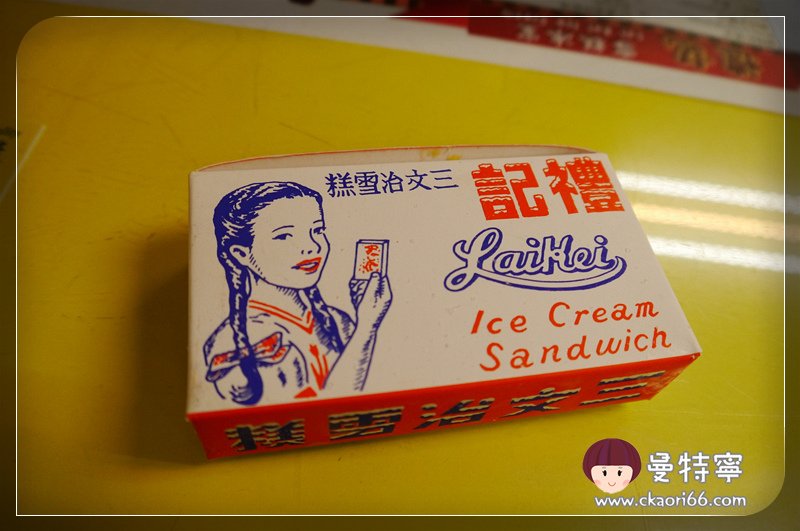 禮記
三文治雪糕
LaiKei
Ice Cream
Sandwich
三文治雪糕
曼特寧
www.ckaori66.com